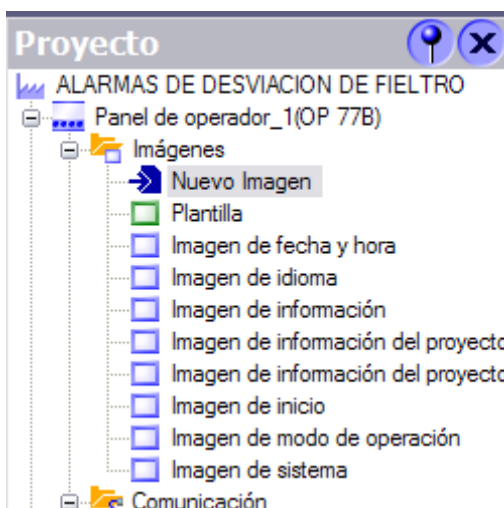 Proyecto
ALARMAS DE DESVIACION DE FIELTRO
Panel de operador_1(OP 77B)
Imágenes
Nuevo Imagen
Plantilla
Imagen de fecha y hora
Imagen de idioma
Imagen de información
Imagen de información del proyecto
Imagen de información del proyecto
Imagen de inicio
Imagen de modo de operación
Imagen de sistema
Comunicación